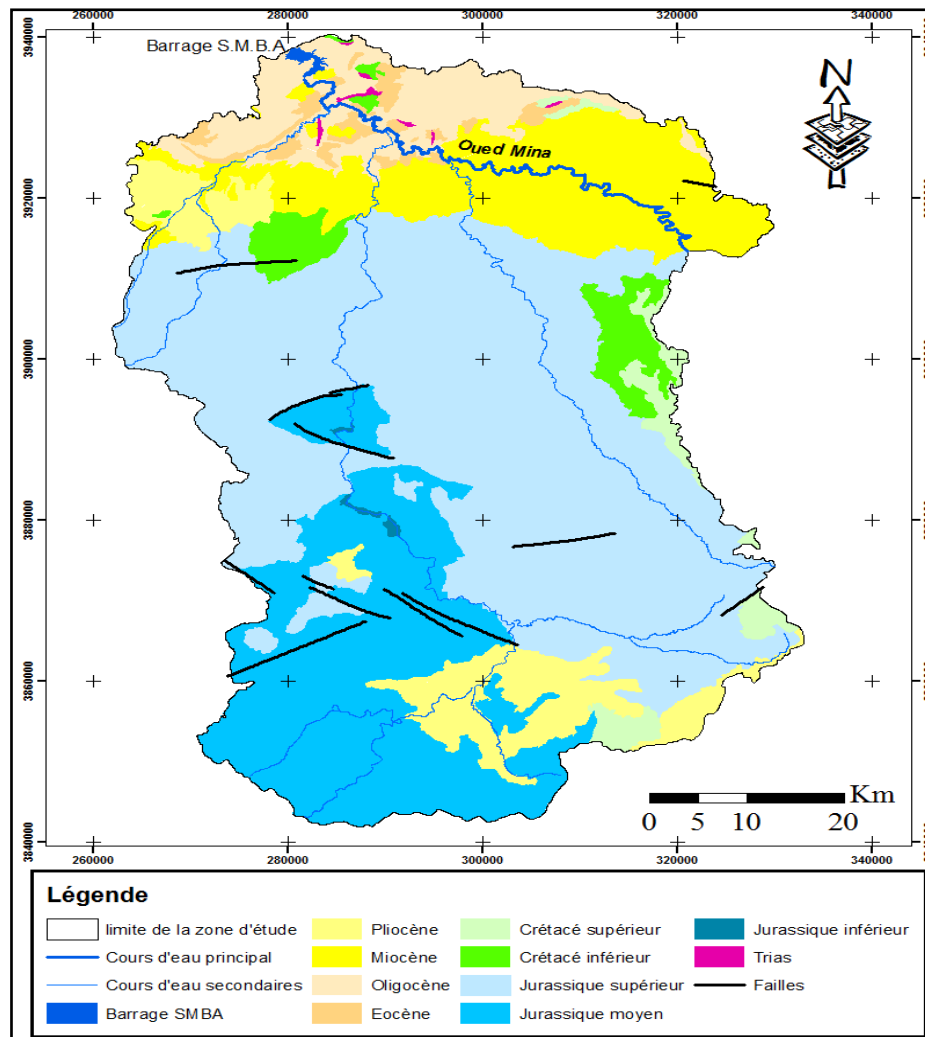 260000 280000 300000 320000 340000
3940000
Barrage S.M.B.A
N
Oued Mina
3920000
3900000
3880000
3860000
3840000
Km
0 5 10 20
260000 280000 300000 320000 340000
Légende
limite de la zone d'étude
Cours d'eau principal
Cours d'eau secondaires
Barrage SMBA
Pliocène
Miocène
Oligocène
Eocène
Crétacé supérieur
Crétacé inférieur
Jurassique supérieur
Jurassique moyen
Jurassique inférieur
Trias
Failles